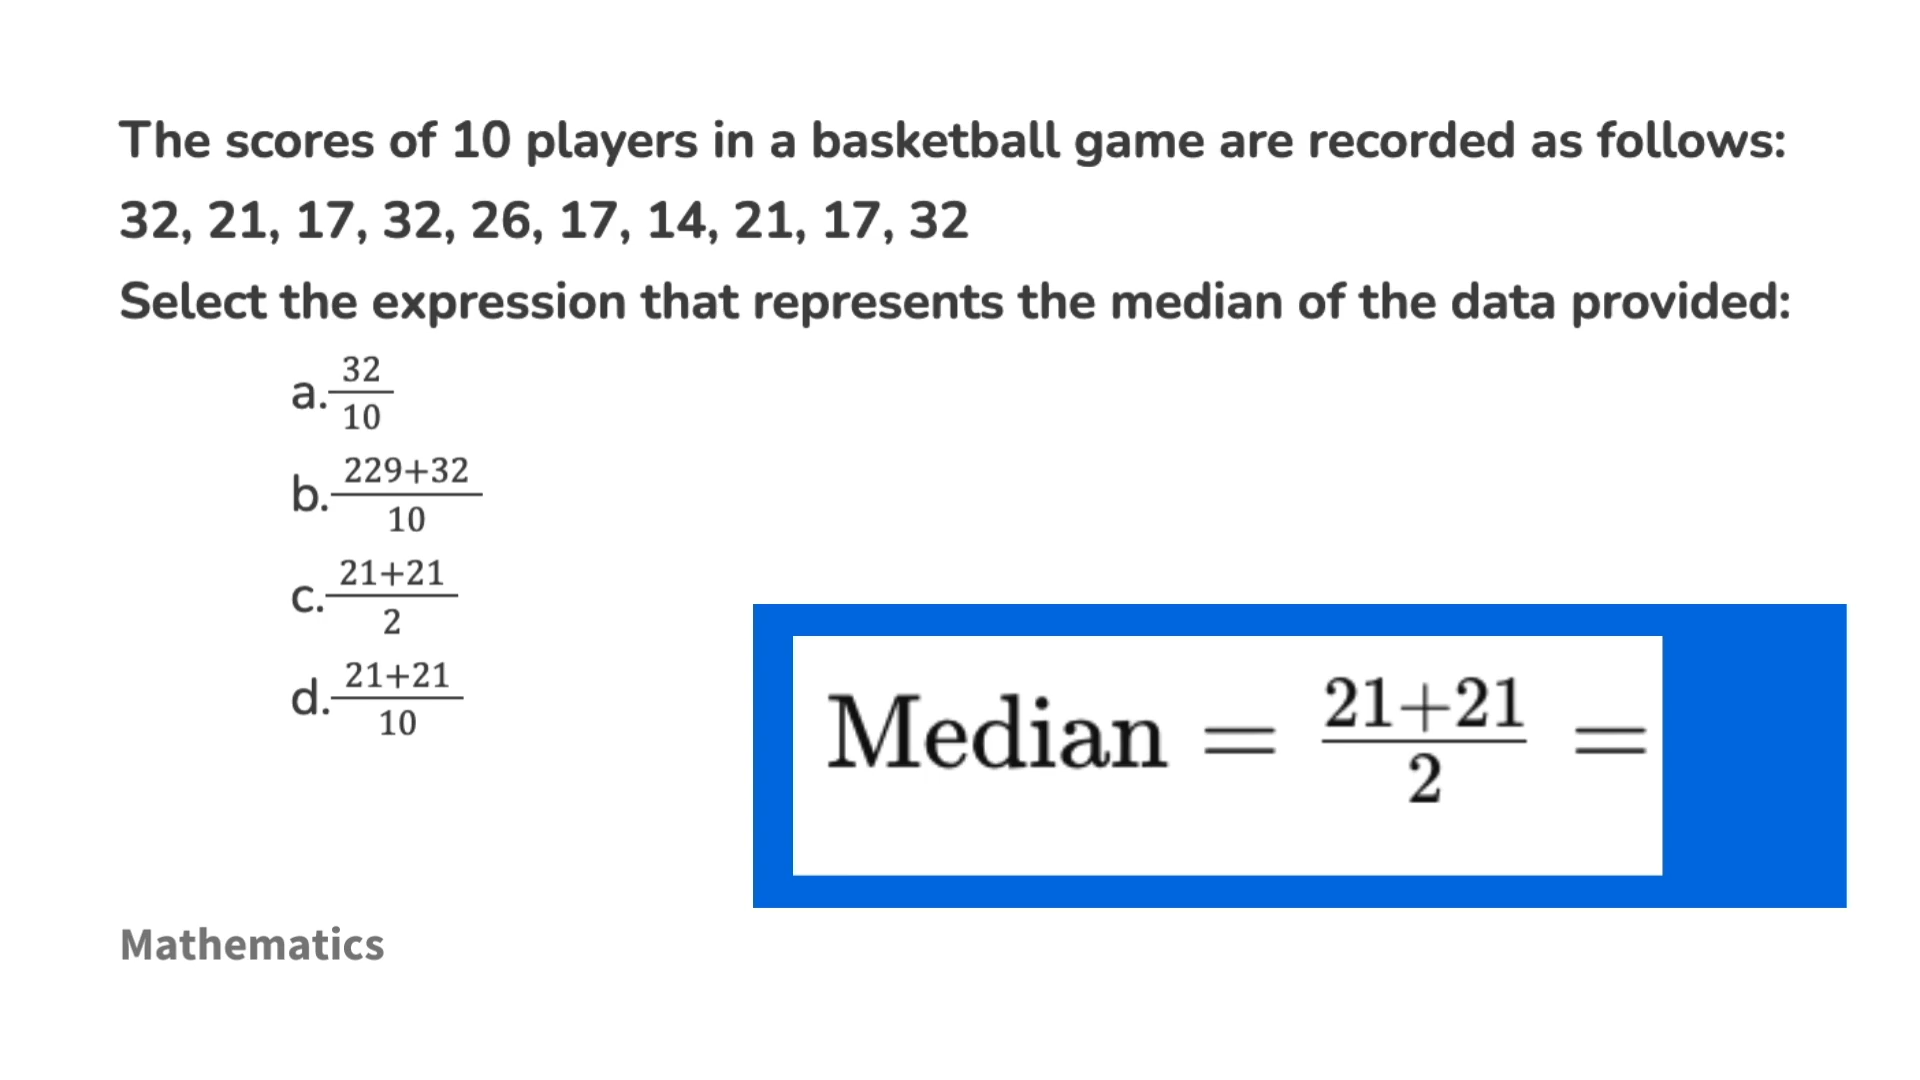 The scores of 10 players in a basketball game are recorded as follows:
32, 21, 17, 32, 26, 17, 14, 21, 17, 32
Select the expression that represents the median of the data provided:
a. 32/10
b. 229+32/10
c. 21+21/2
d. 21+21/10
Median = 21+21/2 =
Mathematics